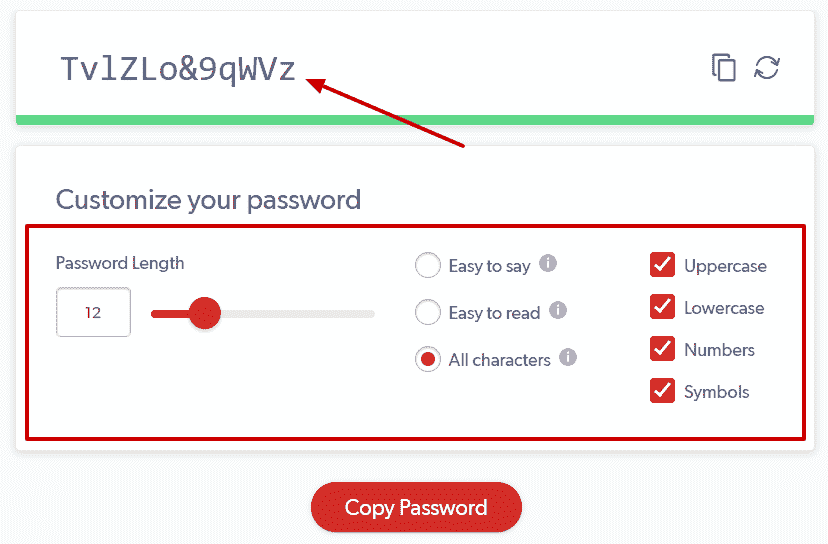 TvlZLo&9qWVz
Customize your password
Password Length
12
Easy to say
Easy to read
All characters
Uppercase
Lowercase
Numbers
Symbols
Copy Password